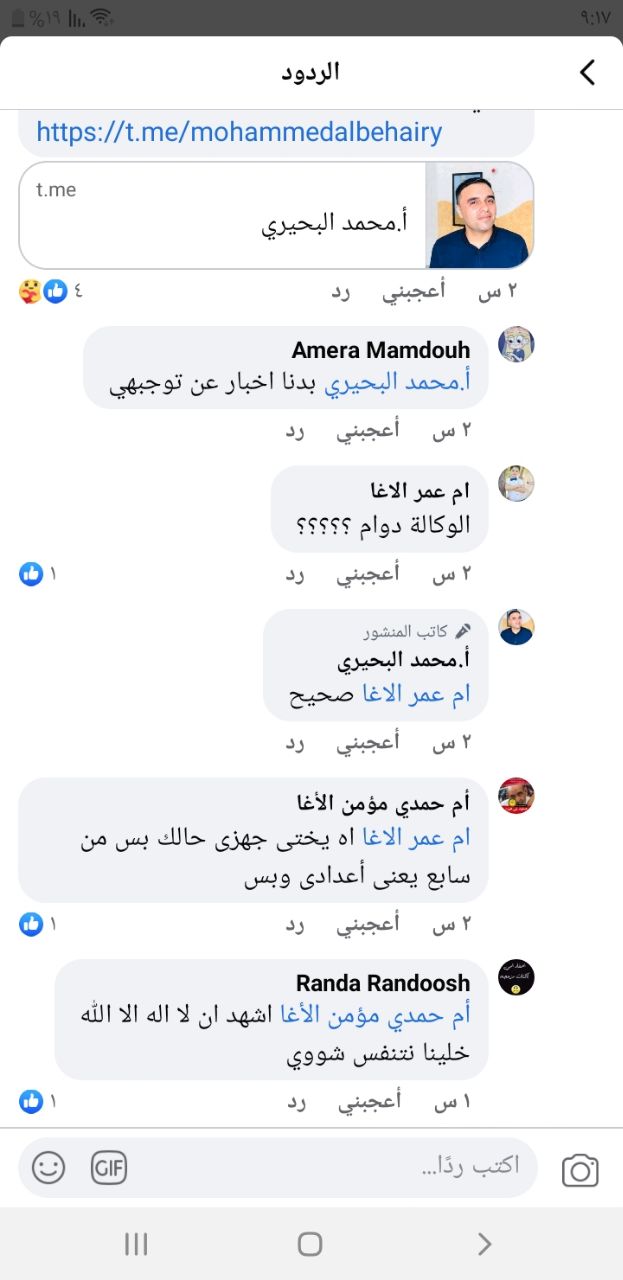 ٩:١٧
%١٩
الردود
https://t.me/mohammedalbehairy
t.me
أ.محمد البحيري
٢ س أعجبني رد
٤
Amera Mamdouh
أ.محمد البحيري بدنا اخبار عن توجبهي
٢ س أعجبني رد
ام عمر الاغا
الوكالة دوام ؟؟؟؟؟
٢ س أعجبني رد
١
كاتب المنشور
أ.محمد البحيري
ام عمر الاغا صحيح
٢ س أعجبني رد
أم حمدي مؤمن الأغا
ام عمر الاغا اه يختى جهزى حالك بس من
سابع يعنى أعدادى وبس
٢ س أعجبني رد
١
Randa Randoosh
أم حمدي مؤمن الأغا اشهد ان لا اله الا الله
خلينا نتنفس شووي
١ س أعجبني رد
١
اكتب ردًا...
GIF